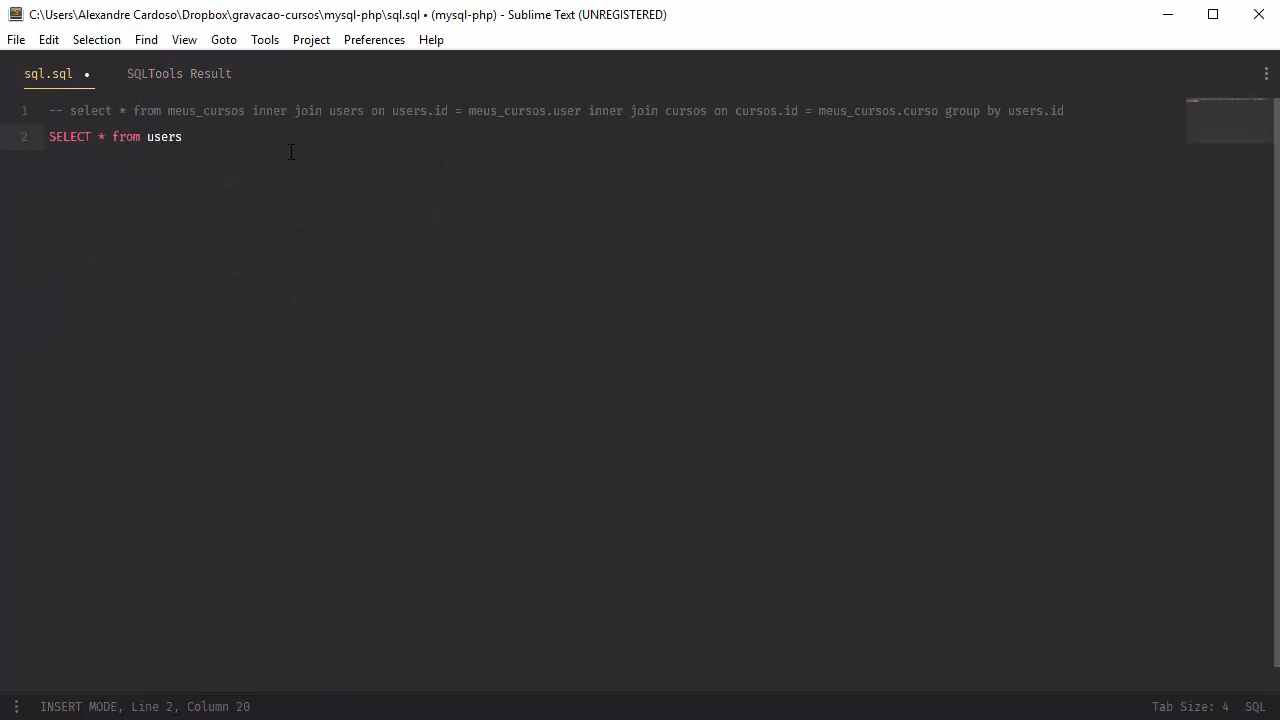 C:\Users\Alexandre Cardoso\Dropbox\gravacao-cursos\mysql-php\sql.sql • (mysql-php) - Sublime Text (UNREGISTERED)
File Edit Selection Find View Goto Tools Project Preferences Help
sql.sql • SQLTools Result
1 -- select * from meus_cursos inner join users on users.id = meus_cursos.user inner join cursos on cursos.id = meus_cursos.curso group by users.id
2 SELECT * from users
INSERT MODE, Line 2, Column 20 Tab Size: 4 SQL